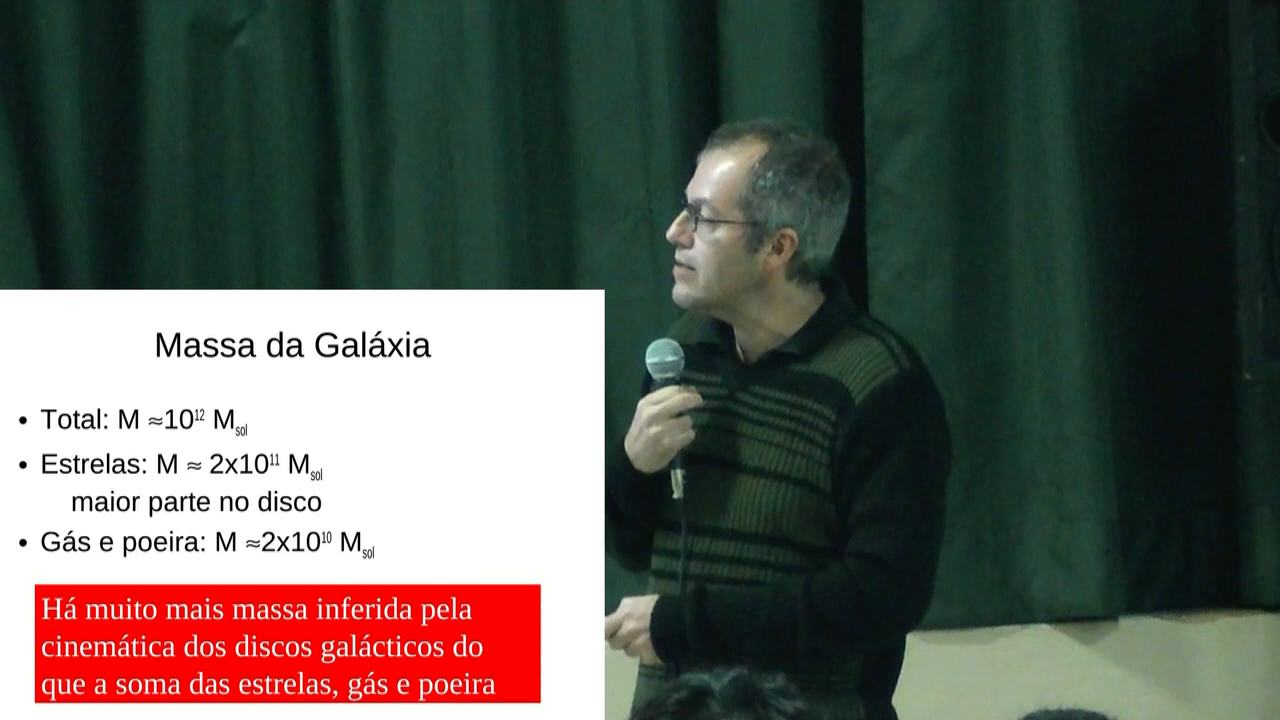 Massa da Galáxia
• Total: M ≈10¹² Msol
• Estrelas: M ≈ 2x10¹¹ Msol
maior parte no disco
• Gás e poeira: M ≈2x10¹⁰ Msol
Há muito mais massa inferida pela
cinemática dos discos galácticos do
que a soma das estrelas, gás e poeira